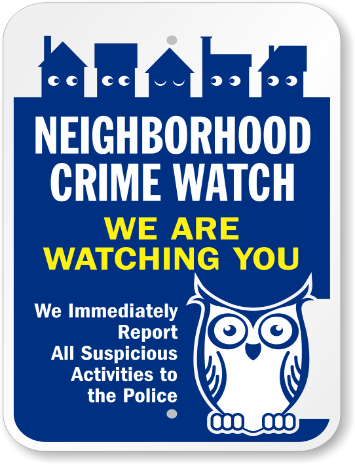 NEIGHBORHOOD
CRIME WATCH
WE ARE
WATCHING YOU
We Immediately
Report
All Suspicious
Activities to
the Police